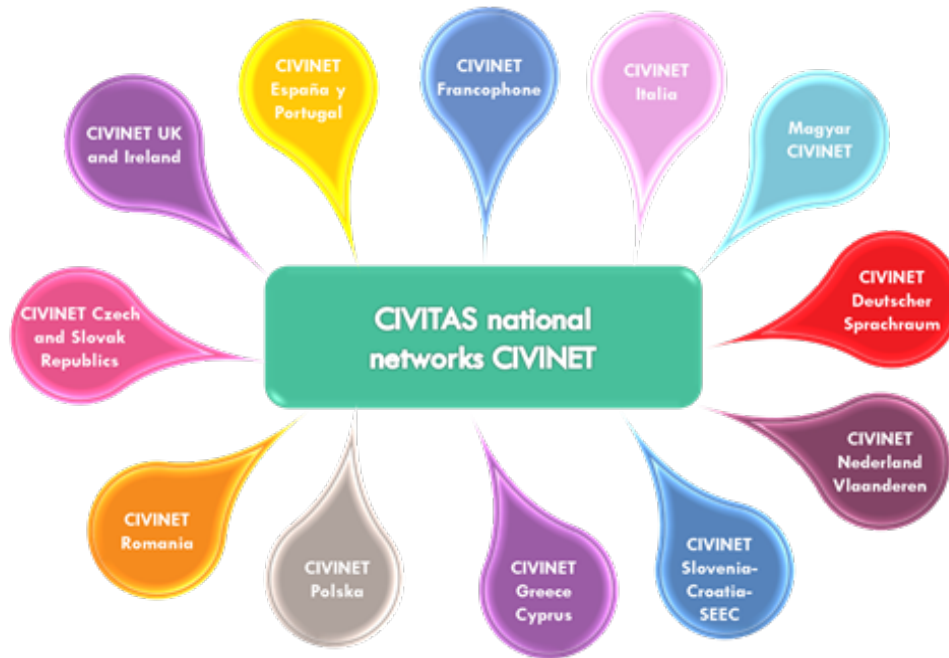 CIVINET
España y
Portugal
CIVINET
Francophone
CIVINET
Italia
CIVINET UK
and Ireland
Magyar
CIVINET
CIVINET Czech
and Slovak
Republics
CIVITAS national
networks CIVINET
CIVINET
Deutscher
Sprachraum
CIVINET
Nederland
Vlaanderen
CIVINET
Romania
CIVINET
Polska
CIVINET
Greece
Cyprus
CIVINET
Slovenia-
Croatia-
SEEC